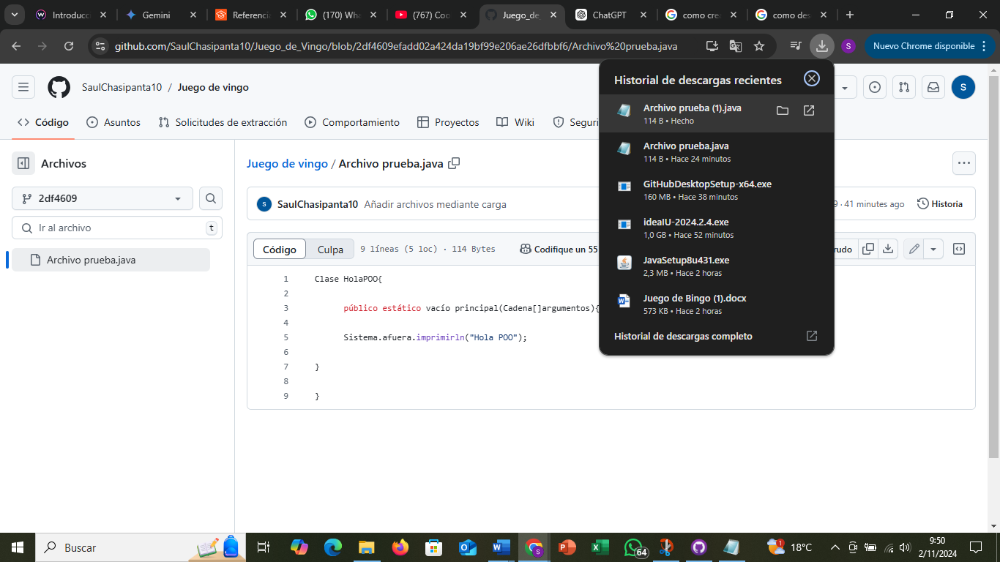 Introducci
Gemini
Referencia
(170) Wha
(767) Coo
Juego_de_
ChatGPT
como cre
como des
github.com/SaulChasipanta10/Juego_de_Vingo/blob/2df4609efadd02a424da19bf99e206ae26dfbbf6/Archivo%20prueba.java
S
Nuevo Chrome disponible
SaulChasipanta10 / Juego de vingo
S
Código
Asuntos
Solicitudes de extracción
Comportamiento
Proyectos
Wiki
Seguri
Historial de descargas recientes
Archivo prueba (1).java
114 B • Hecho
Archivo prueba.java
114 B • Hace 24 minutos
GitHubDesktopSetup-x64.exe
160 MB • Hace 38 minutos
ideaIU-2024.2.4.exe
1,0 GB • Hace 52 minutos
JavaSetup8u431.exe
2,3 MB • Hace 2 horas
Juego de Bingo (1).docx
573 KB • Hace 2 horas
Historial de descargas completo
Archivos
2df4609
Ir al archivo
t
Archivo prueba.java
Juego de vingo / Archivo prueba.java
S
SaulChasipanta10 Añadir archivos mediante carga
9 · 41 minutes ago
Historia
Código
Culpa
9 líneas (5 loc) · 114 Bytes
Codifique un 55
rudo
1 Clase HolaPOO{
2
3 público estático vacío principal(Cadena[]argumentos){
4
5 Sistema.afuera.imprimirln("Hola POO");
6
7 }
8
9 }
Buscar
S
64
1
18°C
9:50
2/11/2024